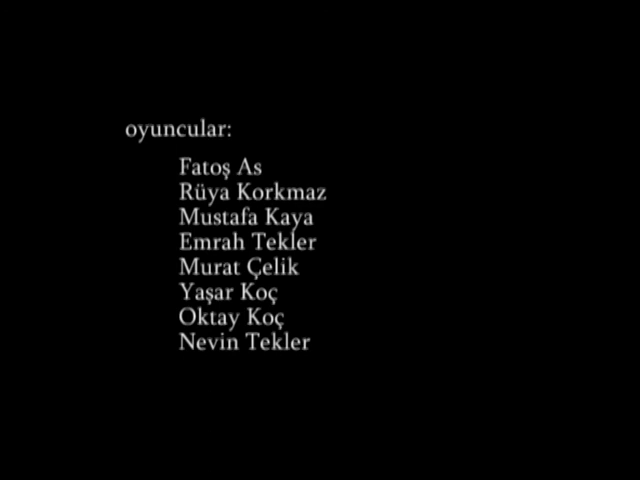 oyuncular:
Fatoş As
Rüya Korkmaz
Mustafa Kaya
Emrah Tekler
Murat Çelik
Yaşar Koç
Oktay Koç
Nevin Tekler